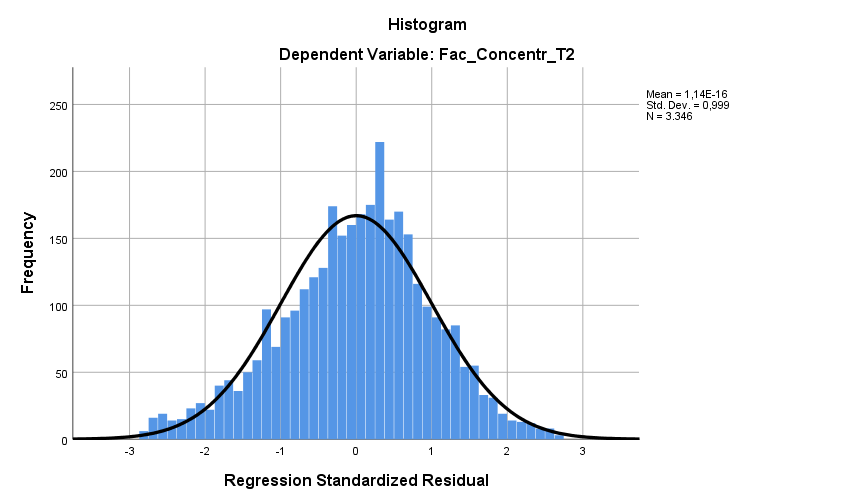 Histogram
Dependent Variable: Fac_Concentr_T2
Mean = 1,14E-16
Std. Dev. = 0,999
N = 3.346
250
200
150
100
50
0
Frequency
-3 -2 -1 0 1 2 3
Regression Standardized Residual